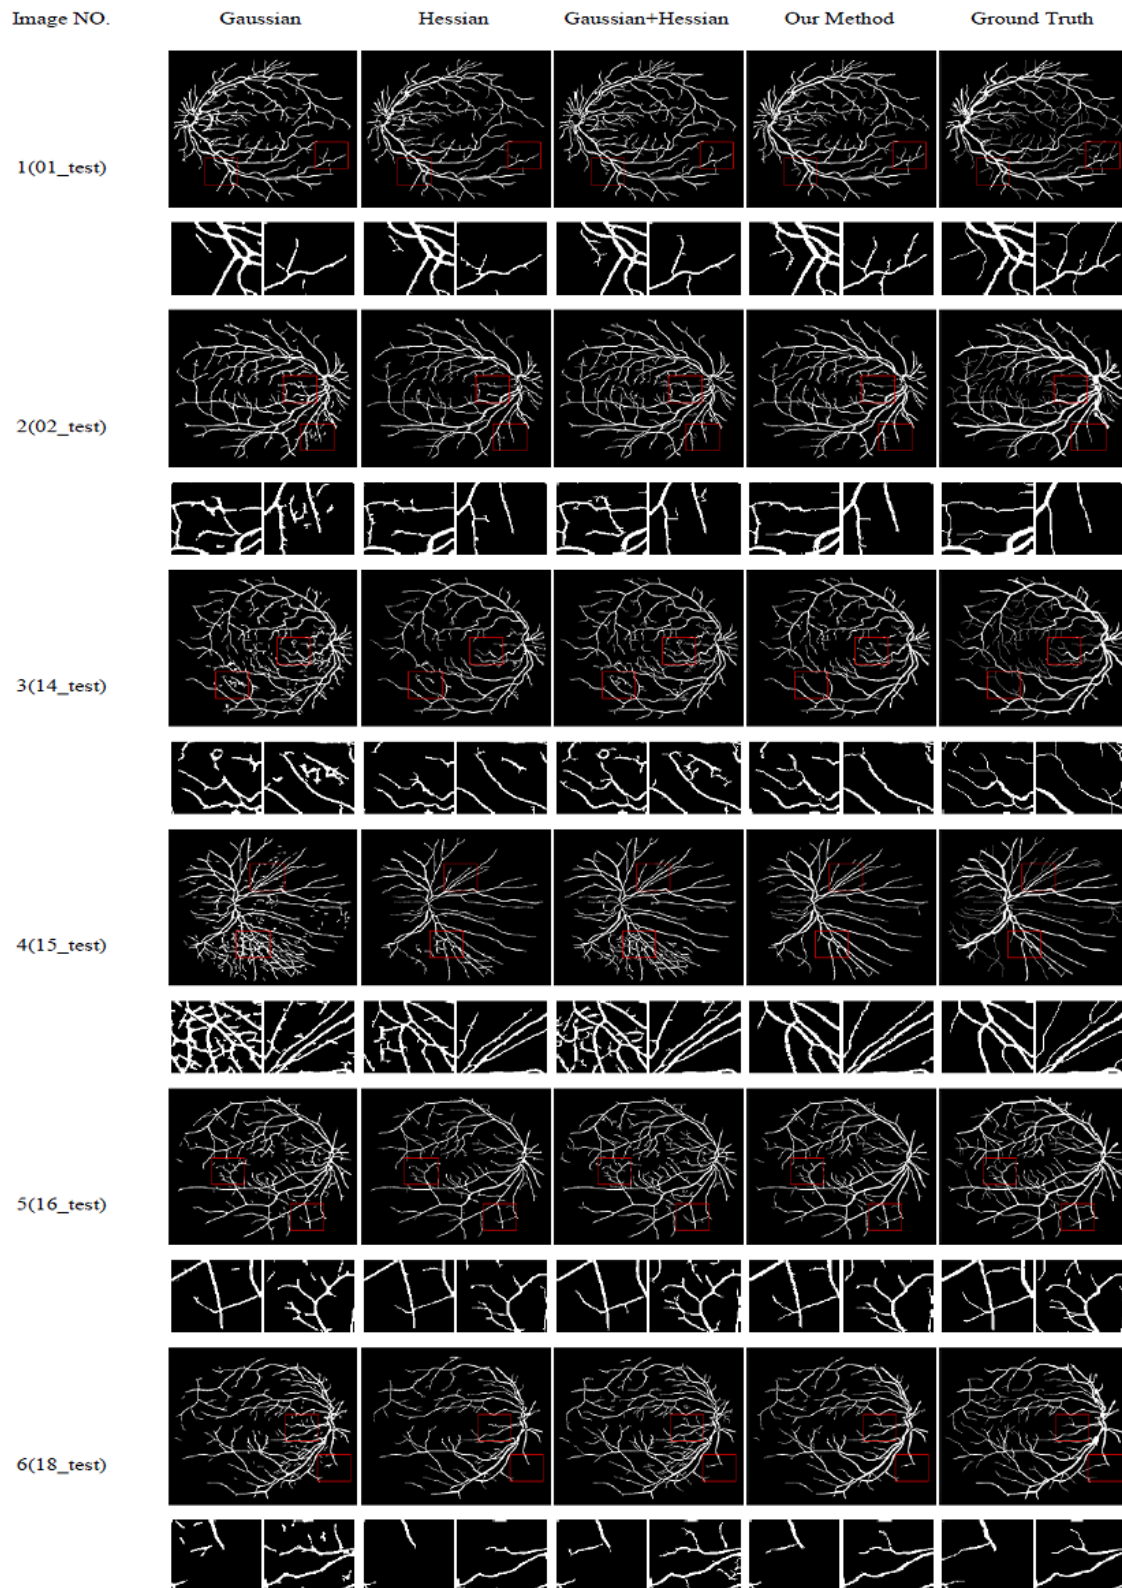 Image NO. Gaussian Hessian Gaussian+Hessian Our Method Ground Truth
1(01_test)
2(02_test)
3(14_test)
4(15_test)
5(16_test)
6(18_test)